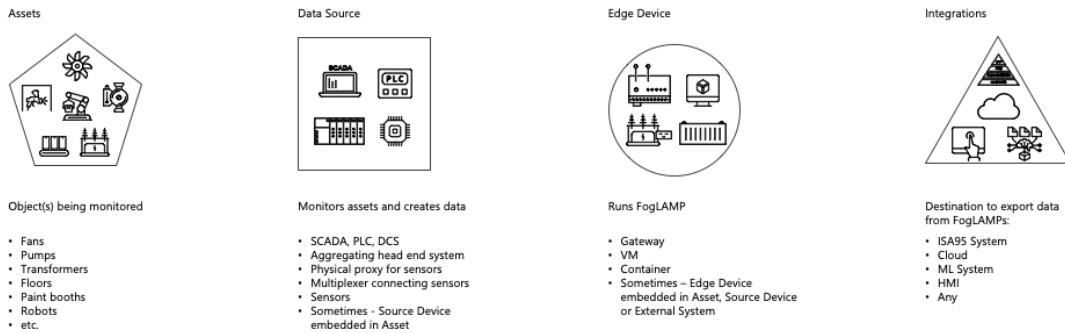 Assets
SCADA
PLC
Data Source
Edge Device
Integrations
Object(s) being monitored
• Fans
• Pumps
• Transformers
• Floors
• Paint booths
• Robots
• etc.
Monitors assets and creates data
• SCADA, PLC, DCS
• Aggregating head end system
• Physical proxy for sensors
• Multiplexer connecting sensors
• Sensors
• Sometimes - Source Device
embedded in Asset
Runs FogLAMP
• Gateway
• VM
• Container
• Sometimes – Edge Device
embedded in Asset, Source Device
or External System
Destination to export data
from FogLAMPs:
• ISA95 System
• Cloud
• ML System
• HMI
• Any